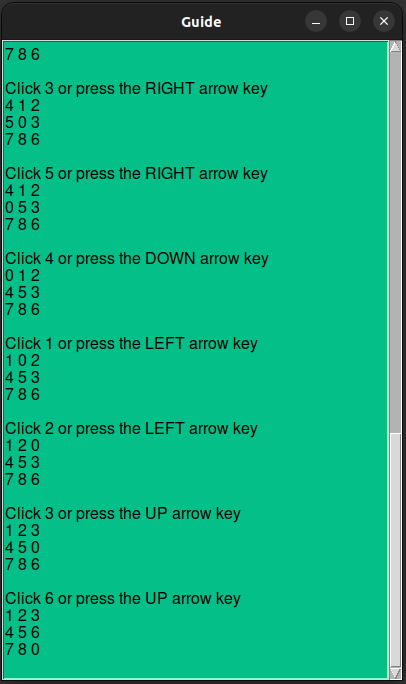 Guide
7 8 6
Click 3 or press the RIGHT arrow key
4 1 2
5 0 3
7 8 6
Click 5 or press the RIGHT arrow key
4 1 2
0 5 3
7 8 6
Click 4 or press the DOWN arrow key
0 1 2
4 5 3
7 8 6
Click 1 or press the LEFT arrow key
1 0 2
4 5 3
7 8 6
Click 2 or press the LEFT arrow key
1 2 0
4 5 3
7 8 6
Click 3 or press the UP arrow key
1 2 3
4 5 0
7 8 6
Click 6 or press the UP arrow key
1 2 3
4 5 6
7 8 0